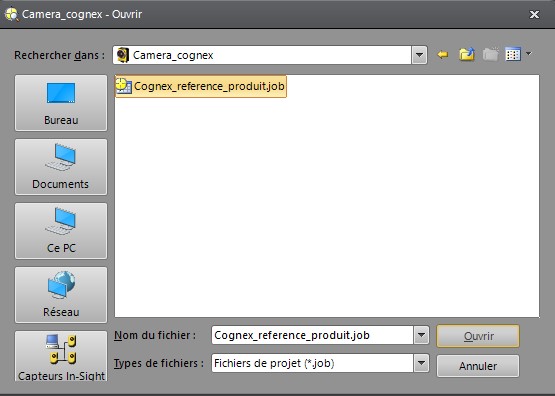 Camera_cognex - Ouvrir
Rechercher dans : Camera_cognex
Cognex_reference_produit.job
Bureau
Documents
Ce PC
Réseau
Capteurs In-Sight
Nom du fichier : Cognex_reference_produit.job
Ouvrir
Types de fichiers : Fichiers de projet (*.job)
Annuler